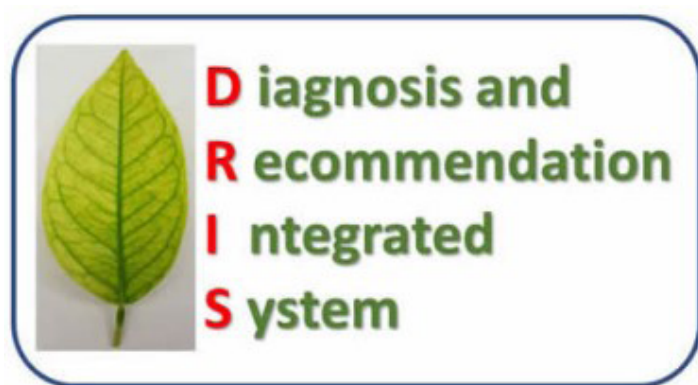 D iagnosis and
R ecommendation
I ntegrated
S ystem